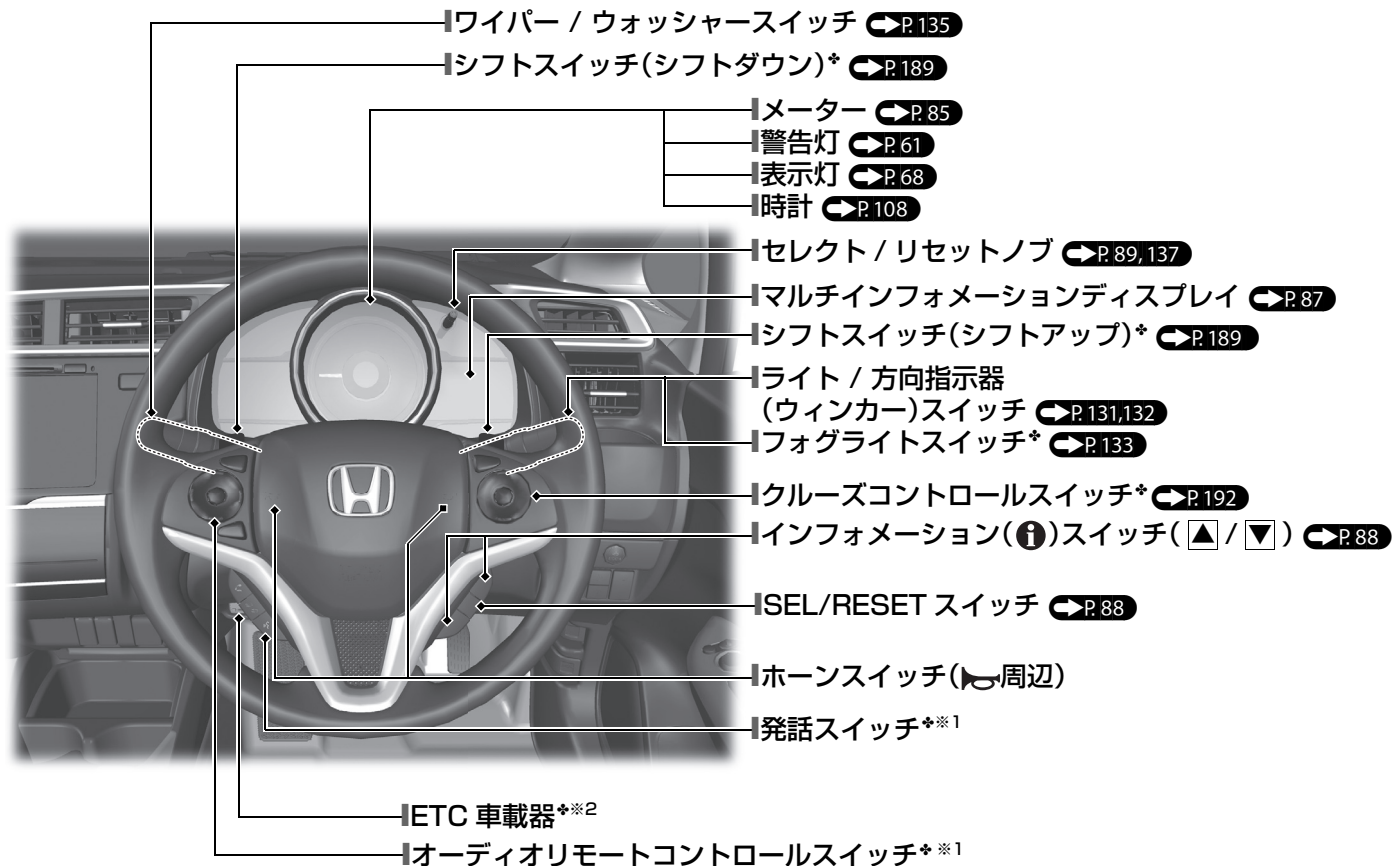 ワイパー / ウォッシャースイッチ P.135
シフトスイッチ(シフトダウン)✤ P.189
メーター P.85
警告灯 P.61
表示灯 P.68
時計 P.108
セレクト / リセットノブ P.89,137
マルチインフォメーションディスプレイ P.87
シフトスイッチ(シフトアップ)✤ P.189
ライト / 方向指示器
(ウィンカー)スイッチ P.131,132
フォグライトスイッチ✤ P.133
クルーズコントロールスイッチ✤ P.192
インフォメーション(i)スイッチ(▲/▼) P.88
SEL/RESET スイッチ P.88
ホーンスイッチ(周辺)
発話スイッチ✤※1
ETC 車載器✤※2
オーディオリモートコントロールスイッチ✤※1